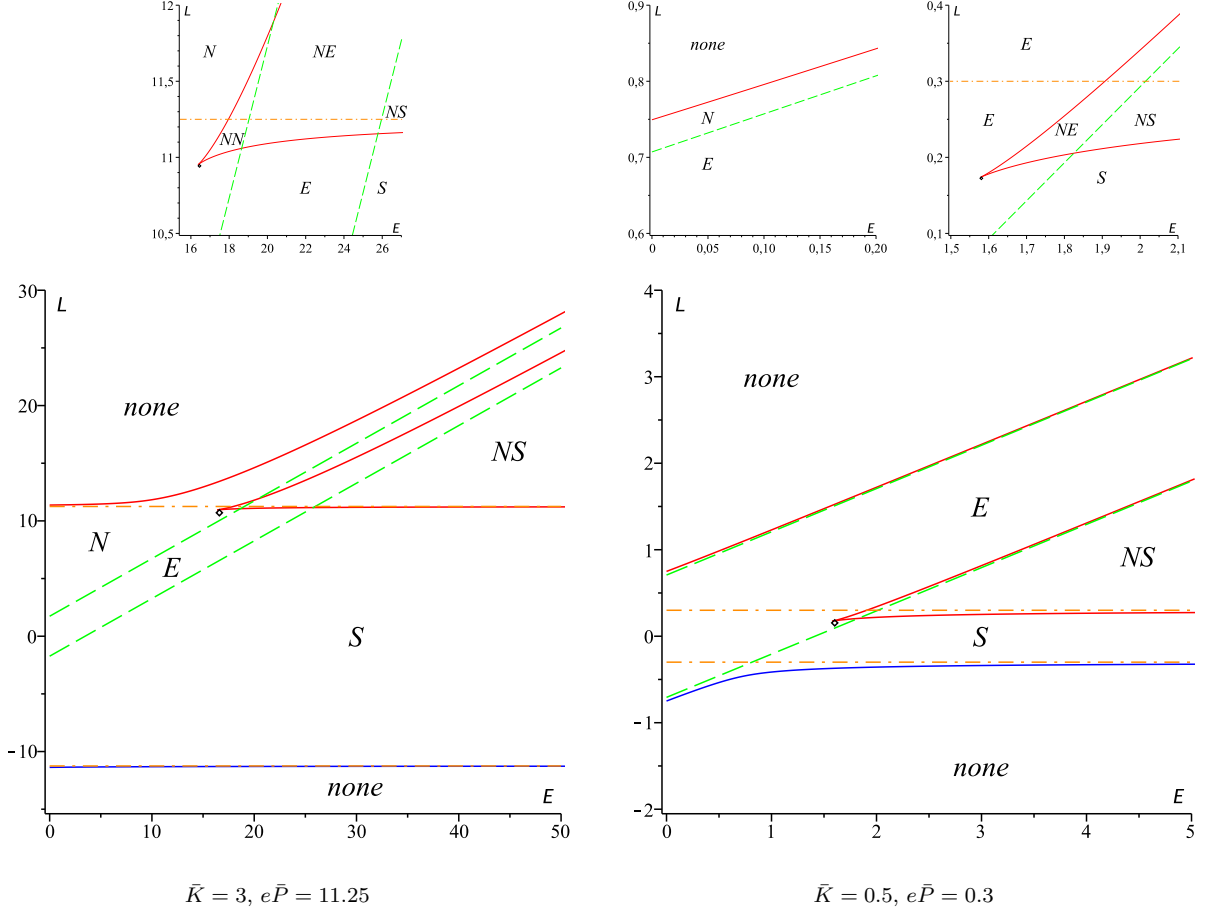 12
L
N
NE
11,5
NS
NN
11
E
S
10,5
E
16 18 20 22 24 26
0,9
L
none
0,8
N
0,7
E
0,6
E
0 0,05 0,10 0,15 0,20
0,4
L
E
0,3
E
NE
NS
0,2
S
0,1
E
1,5 1,6 1,7 1,8 1,9 2 2,1
30
L
none
20
NS
10
N
E
0
S
−10
none
E
0 10 20 30 40 50
K̄ = 3, eP̄ = 11.25
4
L
3
none
2
E
1
NS
0
S
−1
none
−2
E
0 1 2 3 4 5
K̄ = 0.5, eP̄ = 0.3